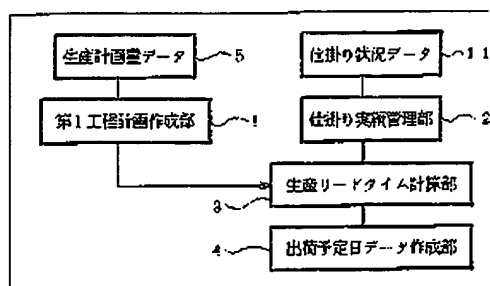 生産計画量データ 5
仕掛り状況データ 11
第1工程計画作成部 1
仕掛り実績管理部 2
生産リードタイム計算部
3
出荷予定日データ作成部
4